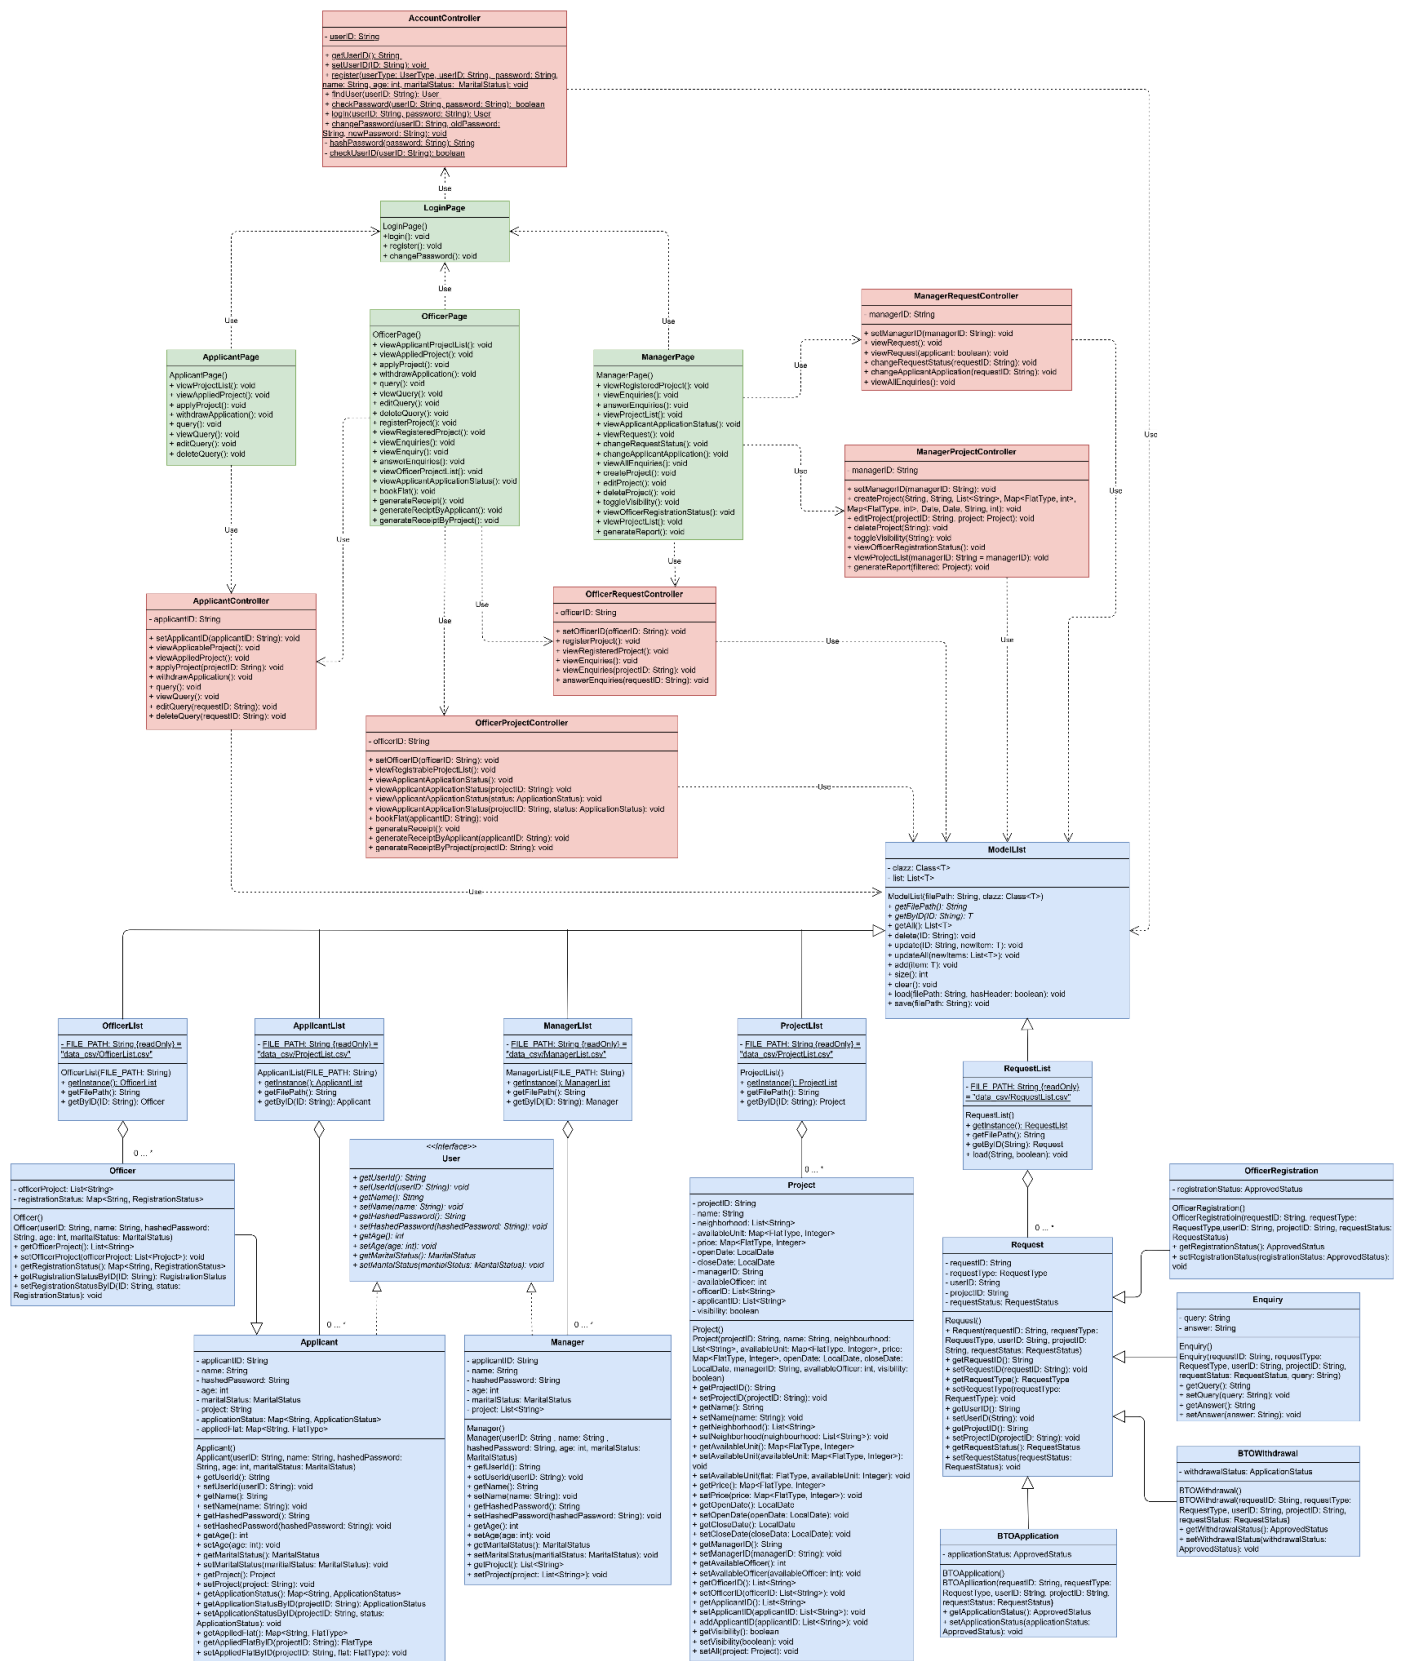 AccountController
- userID: String
+ getUserID(): String
+ setUserID(ID: String): void
+ register(userType: UserType, userID: String, password: String,
name: String, age: int, maritalStatus: MaritalStatus): void
+ findUser(userID: String): User
+ checkPassword(userID: String, password: String): boolean
+ login(userID: String, password: String): User
+ changePassword(userID: String, oldPassword:
String, newPassword: String): void
- hashPassword(password: String): String
- checkUserID(userID: String): boolean
Use
LoginPage
LoginPage()
+login(): void
+ register(): void
+ changePassword(): void
Use
Use
Use
ApplicantPage
ApplicantPage()
+ viewProjectList(): void
+ viewAppliedProject(): void
+ applyProject(): void
+ withdrawApplication(): void
+ query(): void
+ viewQuery(): void
+ editQuery(): void
+ deleteQuery(): void
OfficerPage
OfficerPage()
+ viewApplicantProjectList(): void
+ viewAppliedProject(): void
+ applyProject(): void
+ withdrawApplication(): void
+ query(): void
+ viewQuery(): void
+ editQuery(): void
+ deleteQuery(): void
+ registerProject(): void
+ viewRegisteredProject(): void
+ viewEnquiries(): void
+ viewEnquiry(): void
+ answerEnquiries(): void
+ viewOfficerProjectList(): void
+ viewApplicantApplicationStatus(): void
+ bookFlat(): void
+ generateReceipt(): void
+ generateReciptByApplicant(): void
+ generateReceiptByProject(): void
ManagerPage
ManagerPage()
+ viewRegisteredProject(): void
+ viewEnquiries(): void
+ answerEnquiries(): void
+ viewProjectList(): void
+ viewApplicantApplicationStatus(): void
+ viewRequest(): void
+ changeRequestStatus(): void
+ changeApplicantApplication(): void
+ viewAllEnquiries(): void
+ createProject(): void
+ editProject(): void
+ deleteProject(): void
+ toggleVisibility(): void
+ viewOfficerRegistrationStatus(): void
+ viewProjectList(): void
+ generateReport(): void
ManagerRequestController
- managerID: String
+ setManagerID(managerID: String): void
+ viewRequest(): void
+ viewRequest(applicant: boolean): void
+ changeRequestStatus(requestID: String): void
+ changeApplicantApplication(requestID: String): void
+ viewAllEnquiries(): void
Use
Use
Use
Use
ManagerProjectController
- managerID: String
+ setManagerID(managerID: String): void
+ createProject(String, String, List<String>, Map<FlatType, int>,
Map<FlatType, int>, Date, Date, String, int): void
+ editProject(projectID: String, project: Project): void
+ deleteProject(String): void
+ toggleVisibility(String): void
+ viewOfficerRegistrationStatus(): void
+ viewProjectList(managerID: String = managerID): void
+ generateReport(filtered: Project): void
Use
Use
Use
Use
Use
Use
Use
ApplicantController
- applicantID: String
+ setApplicantID(applicantID: String): void
+ viewApplicableProject(): void
+ viewAppliedProject(): void
+ applyProject(projectID: String): void
+ withdrawApplication(): void
+ query(): void
+ viewQuery(): void
+ editQuery(requestID: String): void
+ deleteQuery(requestID: String): void
OfficerRequestController
- officerID: String
+ setOfficerID(officerID: String): void
+ registerProject(): void
+ viewRegisteredProject(): void
+ viewEnquiries(): void
+ viewEnquiries(projectID: String): void
+ answerEnquiries(requestID: String): void
OfficerProjectController
- officerID: String
+ setOfficerID(officerID: String): void
+ viewRegistrableProjectList(): void
+ viewApplicantApplicationStatus(): void
+ viewApplicantApplicationStatus(projectID: String): void
+ viewApplicantApplicationStatus(status: ApplicationStatus): void
+ viewApplicantApplicationStatus(projectID: String, status: ApplicationStatus): void
+ bookFlat(applicantID: String): void
+ generateReceipt(): void
+ generateReceiptByApplicant(applicantID: String): void
+ generateReceiptByProject(projectID: String): void
Use
Use
ModelList
- clazz: Class<T>
- list: List<T>
ModelList(filePath: String, clazz: Class<T>)
+ getFilePath(): String
+ getByID(ID: String): T
+ getAll(): List<T>
+ delete(ID: String): void
+ update(ID: String, newItem: T): void
+ updateAll(newItems: List<T>): void
+ add(item: T): void
+ size(): int
+ clear(): void
+ load(filePath: String, hasHeader: boolean): void
+ save(filePath: String): void
OfficerList
- FILE_PATH: String {readOnly} =
"data_csv/OfficerList.csv"
OfficerList(FILE_PATH: String)
+ getInstance(): OfficerList
+ getFilePath(): String
+ getByID(ID: String): Officer
ApplicantList
- FILE_PATH: String {readOnly} =
"data_csv/ProjectList.csv"
ApplicantList(FILE_PATH: String)
+ getInstance(): ApplicantList
+ getFilePath(): String
+ getByID(ID: String): Applicant
ManagerList
- FILE_PATH: String {readOnly} =
"data_csv/ManagerList.csv"
ManagerList(FILE_PATH: String)
+ getInstance(): ManagerList
+ getFilePath(): String
+ getByID(ID: String): Manager
ProjectList
- FILE_PATH: String {readOnly} =
"data_csv/ProjectList.csv"
ProjectList()
+ getInstance(): ProjectList
+ getFilePath(): String
+ getByID(ID: String): Project
RequestList
- FILE_PATH: String {readOnly}
= "data_csv/RequestList.csv"
RequestList()
+ getInstance(): RequestList
+ getFilePath(): String
+ getByID(String): Request
+ load(String, boolean): void
0 ... *
0 ... *
0 ... *
0 ... *
0 ... *
Officer
- officerProject: List<String>
- registrationStatus: Map<String, RegistrationStatus>
Officer()
Officer(userID: String, name: String, hashedPassword:
String, age: int, maritalStatus: MaritalStatus)
+ getOfficerProject(): List<String>
+ setOfficerProject(officerProject: List<Project>): void
+ getRegistrationStatus(): Map<String, RegistrationStatus>
+ getRegistrationStatusByID(ID: String): RegistrationStatus
+ setRegistrationStatusByID(ID: String, status:
RegistrationStatus): void
<<Interface>>
User
+ getUserId(): String
+ setUserId(userID: String): void
+ getName(): String
+ setName(name: String): void
+ getHashedPassword(): String
+ setHashedPassword(hashedPassword: String): void
+ getAge(): int
+ setAge(age: int): void
+ getMaritalStatus(): MaritalStatus
+ setMaritalStatus(maritialStatus: MaritalStatus): void
Applicant
- applicantID: String
- name: String
- hashedPassword: String
- age: int
- maritalStatus: MaritalStatus
- project: String
- applicationStatus: Map<String, ApplicationStatus>
- appliedFlat: Map<String, FlatType>
Applicant()
Applicant(userID: String, name: String, hashedPassword:
String, age: int, maritalStatus: MaritalStatus)
+ getUserId(): String
+ setUserId(userID: String): void
+ getName(): String
+ setName(name: String): void
+ getHashedPassword(): String
+ setHashedPassword(hashedPassword: String): void
+ getAge(): int
+ setAge(age: int): void
+ getMaritalStatus(): MaritalStatus
+ setMaritalStatus(maritialStatus: MaritalStatus): void
+ getProject(): Project
+ setProject(project: String): void
+ getApplicationStatus(): Map<String, ApplicationStatus>
+ getApplicationStatusByID(projectID: String): ApplicationStatus
+ setApplicationStatusByID(projectID: String, status:
ApplicationStatus): void
+ getAppliedFlat(): Map<String, FlatType>
+ getAppliedFlatByID(projectID: String): FlatType
+ setAppliedFlatByID(projectID: String, flat: FlatType): void
Manager
- applicantID: String
- name: String
- hashedPassword: String
- age: int
- maritalStatus: MaritalStatus
- project: List<String>
Manager()
Manager(userID: String , name: String ,
hashedPassword: String, age: int, maritalStatus:
MaritalStatus)
+ getUserId(): String
+ setUserId(userID: String): void
+ getName(): String
+ setName(name: String): void
+ getHashedPassword(): String
+ setHashedPassword(hashedPassword: String): void
+ getAge(): int
+ setAge(age: int): void
+ getMaritalStatus(): MaritalStatus
+ setMaritalStatus(maritialStatus: MaritalStatus): void
+ getProject(): List<String>
+ setProject(project: List<String>): void
Project
- projectID: String
- name: String
- neighborhood: List<String>
- availableUnit: Map<FlatType, Integer>
- price: Map<FlatType, Integer>
- openDate: LocalDate
- closeDate: LocalDate
- managerID: String
- availableOfficer: int
- officerID: List<String>
- applicantID: List<String>
- visibility: boolean
Project()
Project(projectID: String, name: String, neighbourhood:
List<String>, availableUnit: Map<FlatType, Integer>, price:
Map<FlatType, Integer>, openDate: LocalDate, closeDate:
LocalDate, managerID: String, availableOfficer: int, visibility:
boolean)
+ getProjectID(): String
+ setProjectID(projectID: String): void
+ getName(): String
+ setName(name: String): void
+ getNeighborhood(): List<String>
+ setNeighborhood(neighbourhood: List<String>): void
+ getAvailableUnit(): Map<FlatType, Integer>
+ setAvailableUnit(availableUnit: Map<FlatType, Integer>):
void
+ setAvailableUnit(flat: FlatType, availableUnit: Integer): void
+ getPrice(): Map<FlatType, Integer>
+ setPrice(price: Map<FlatType, Integer>): void
+ getOpenDate(): LocalDate
+ setOpenDate(openDate: LocalDate): void
+ getCloseDate(): LocalDate
+ setCloseDate(closeData: LocalDate): void
+ getManagerID(): String
+ setManagerID(managerID): void
+ getAvailableOfficer(): int
+ setAvailableOfficer(availableOfficer: int): void
+ getOfficerID(): List<String>
+ setOfficerID(officerID: List<String>): void
+ getApplicantID(): List<String>
+ setApplicantID(applicantID: List<String>): void
+ addApplicantID(applicantID: List<String>): void
+ getVisibility(): boolean
+ setVisibility(boolean): void
+ setAll(project: Project): void
Request
- requestID: String
- requestType: RequestType
- userID: String
- projectID: String
- requestStatus: RequestStatus
Request()
+ Request(requestID: String, requestType:
RequestType, userID: String, projectID:
String, requestStatus: RequestStatus)
+ getRequestID(): String
+ setRequestID(requestID: String): void
+ getRequestType(): RequestType
+ setRequestType(requestType:
RequestType): void
+ getUserID(): String
+ setUserID(String): void
+ getProjectID(): String
+ setProjectID(projectID: String): void
+ getRequestStatus(): RequestStatus
+ setRequestStatus(requestStatus:
RequestStatus): void
OfficerRegistration
- registrationStatus: ApprovedStatus
OfficerRegistration()
OfficerRegistratioin(requestID: String, requestType:
RequestType,userID: String, projectID: String, requestStatus:
RequestStatus)
+ getRegistrationStatus(): ApprovedStatus
+ setRegistrationStatus(registrationStatus: ApprovedStatus):
void
Enquiry
- query: String
- answer: String
Enquiry()
Enquiry(requestID: String, requestType:
RequestType, userID: String, projectID: String,
requestStatus: RequestStatus, query: String)
+ getQuery(): String
+ setQuery(query: String): void
+ getAnswer(): String
+ setAnswer(answer: String): void
BTOWithdrawal
- withdrawalStatus: ApplicationStatus
BTOWithdrawal()
BTOWithdrawal(requestID: String, requestType:
RequestType, userID: String, projectID: String,
requestStatus: RequestStatus}
+ getWithdrawalStatus(): ApprovedStatus
+ setWithdrawalStatus(withdrawalStatus:
ApprovedStatus): void
BTOApplication
- applicationStatus: ApprovedStatus
BTOApplication()
BTOApllication(requestID: String, requestType:
RequestType, userID: String, projectID: String,
requestStatus: RequestStatus}
+ getApplicationStatus(): ApprovedStatus
+ setApplicationStatus(applicationStatus:
ApprovedStatus): void